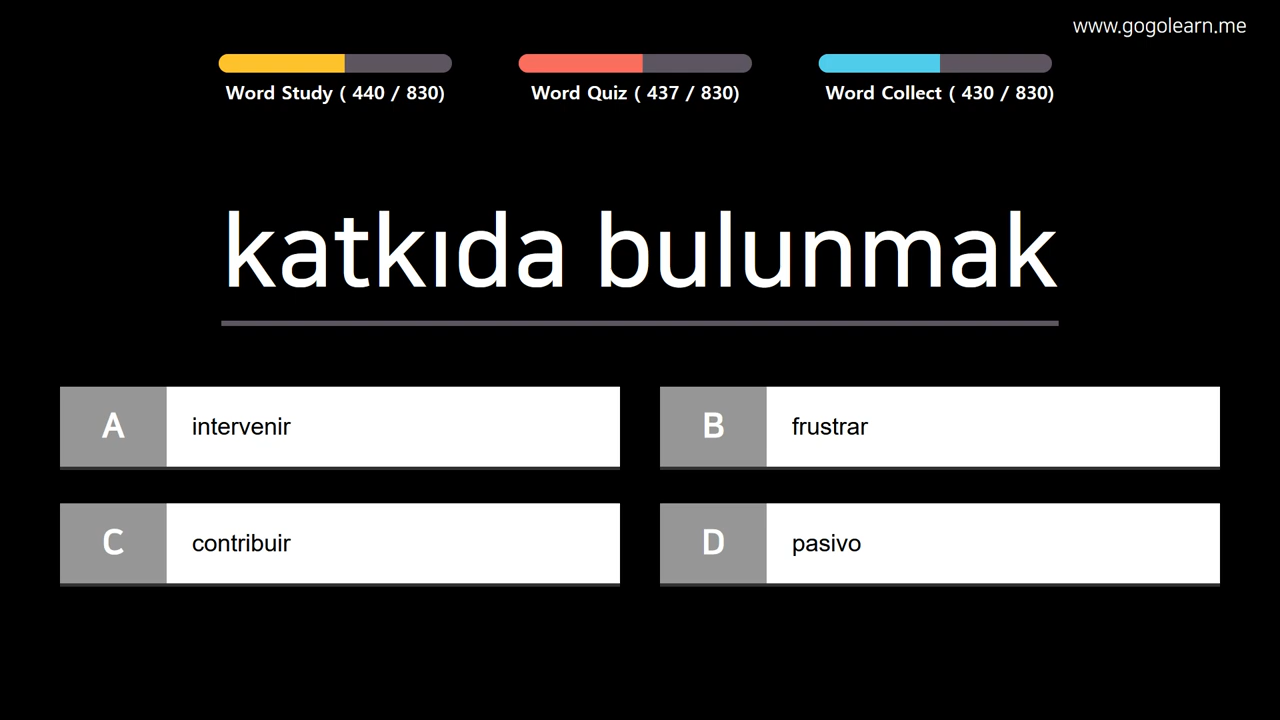 www.gogolearn.me
Word Study ( 440 / 830)
Word Quiz ( 437 / 830)
Word Collect ( 430 / 830)
katkıda bulunmak
A intervenir
B frustrar
C contribuir
D pasivo